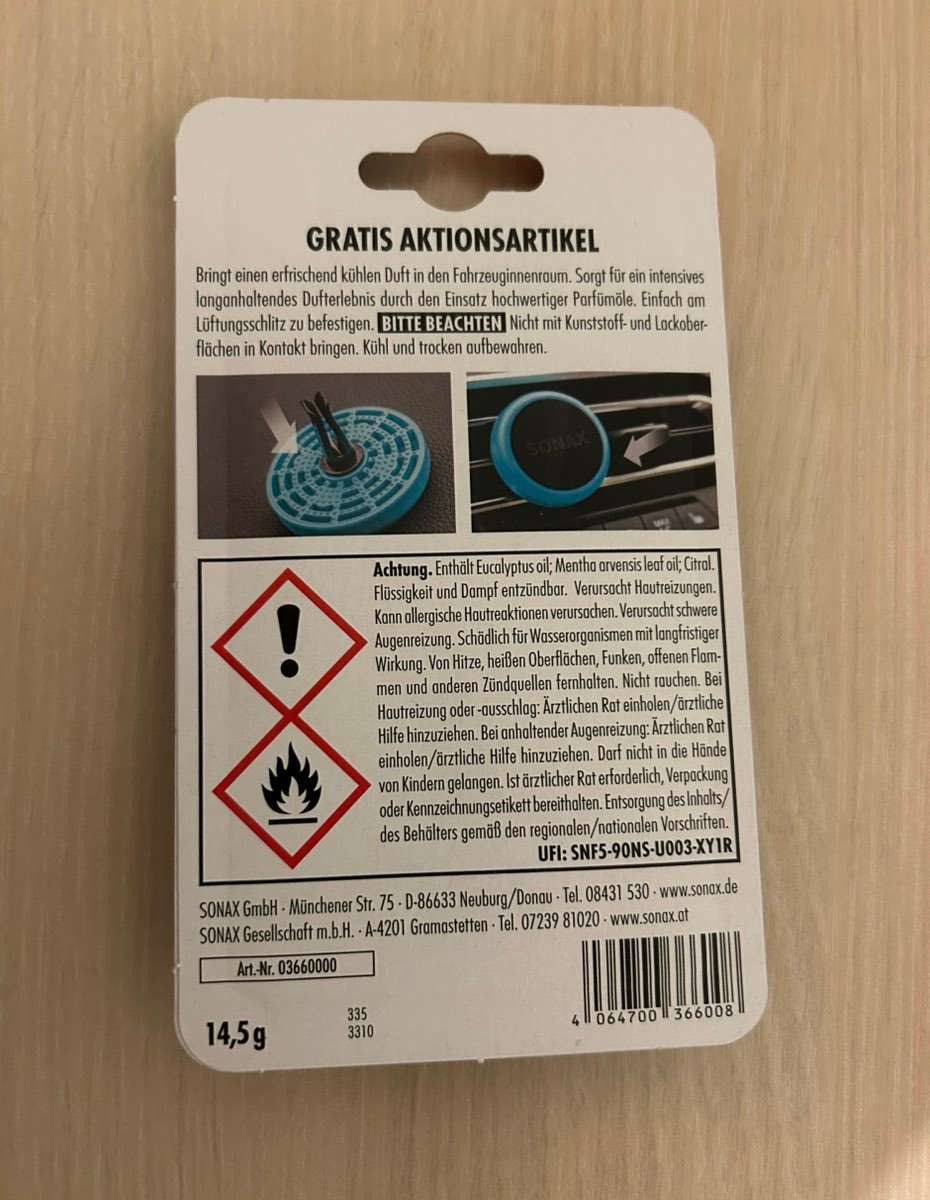 GRATIS AKTIONSARTIKEL
Bringt einen erfrischend kühlen Duft in den Fahrzeuginnenraum. Sorgt für ein intensives
langanhaltendes Dufterlebnis durch den Einsatz hochwertiger Parfümöle. Einfach am
Lüftungsschlitz zu befestigen. BITTE BEACHTEN Nicht mit Kunststoff- und Lackober-
flächen in Kontakt bringen. Kühl und trocken aufbewahren.
SONAX
Achtung. Enthält Eucalyptus oil; Mentha arvensis leaf oil; Citral.
Flüssigkeit und Dampf entzündbar. Verursacht Hautreizungen.
Kann allergische Hautreaktionen verursachen. Verursacht schwere
Augenreizung. Schädlich für Wasserorganismen mit langfristiger
Wirkung. Von Hitze, heißen Oberflächen, Funken, offenen Flam-
men und anderen Zündquellen fernhalten. Nicht rauchen. Bei
Hautreizung oder -ausschlag: Ärztlichen Rat einholen/ärztliche
Hilfe hinzuziehen. Bei anhaltender Augenreizung: Ärztlichen Rat
einholen/ärztliche Hilfe hinzuziehen. Darf nicht in die Hände
von Kindern gelangen. Ist ärztlicher Rat erforderlich, Verpackung
oder Kennzeichnungsetikett bereithalten. Entsorgung des Inhalts/
des Behälters gemäß den regionalen/nationalen Vorschriften.
UFI: SNF5-90NS-U003-XY1R
SONAX GmbH · Münchener Str. 75 · D-86633 Neuburg/Donau · Tel. 08431 530 · www.sonax.de
SONAX Gesellschaft m.b.H. · A-4201 Gramastetten · Tel. 07239 81020 · www.sonax.at
Art.-Nr. 03660000
14,5 g
335
3310
4 064700 366008